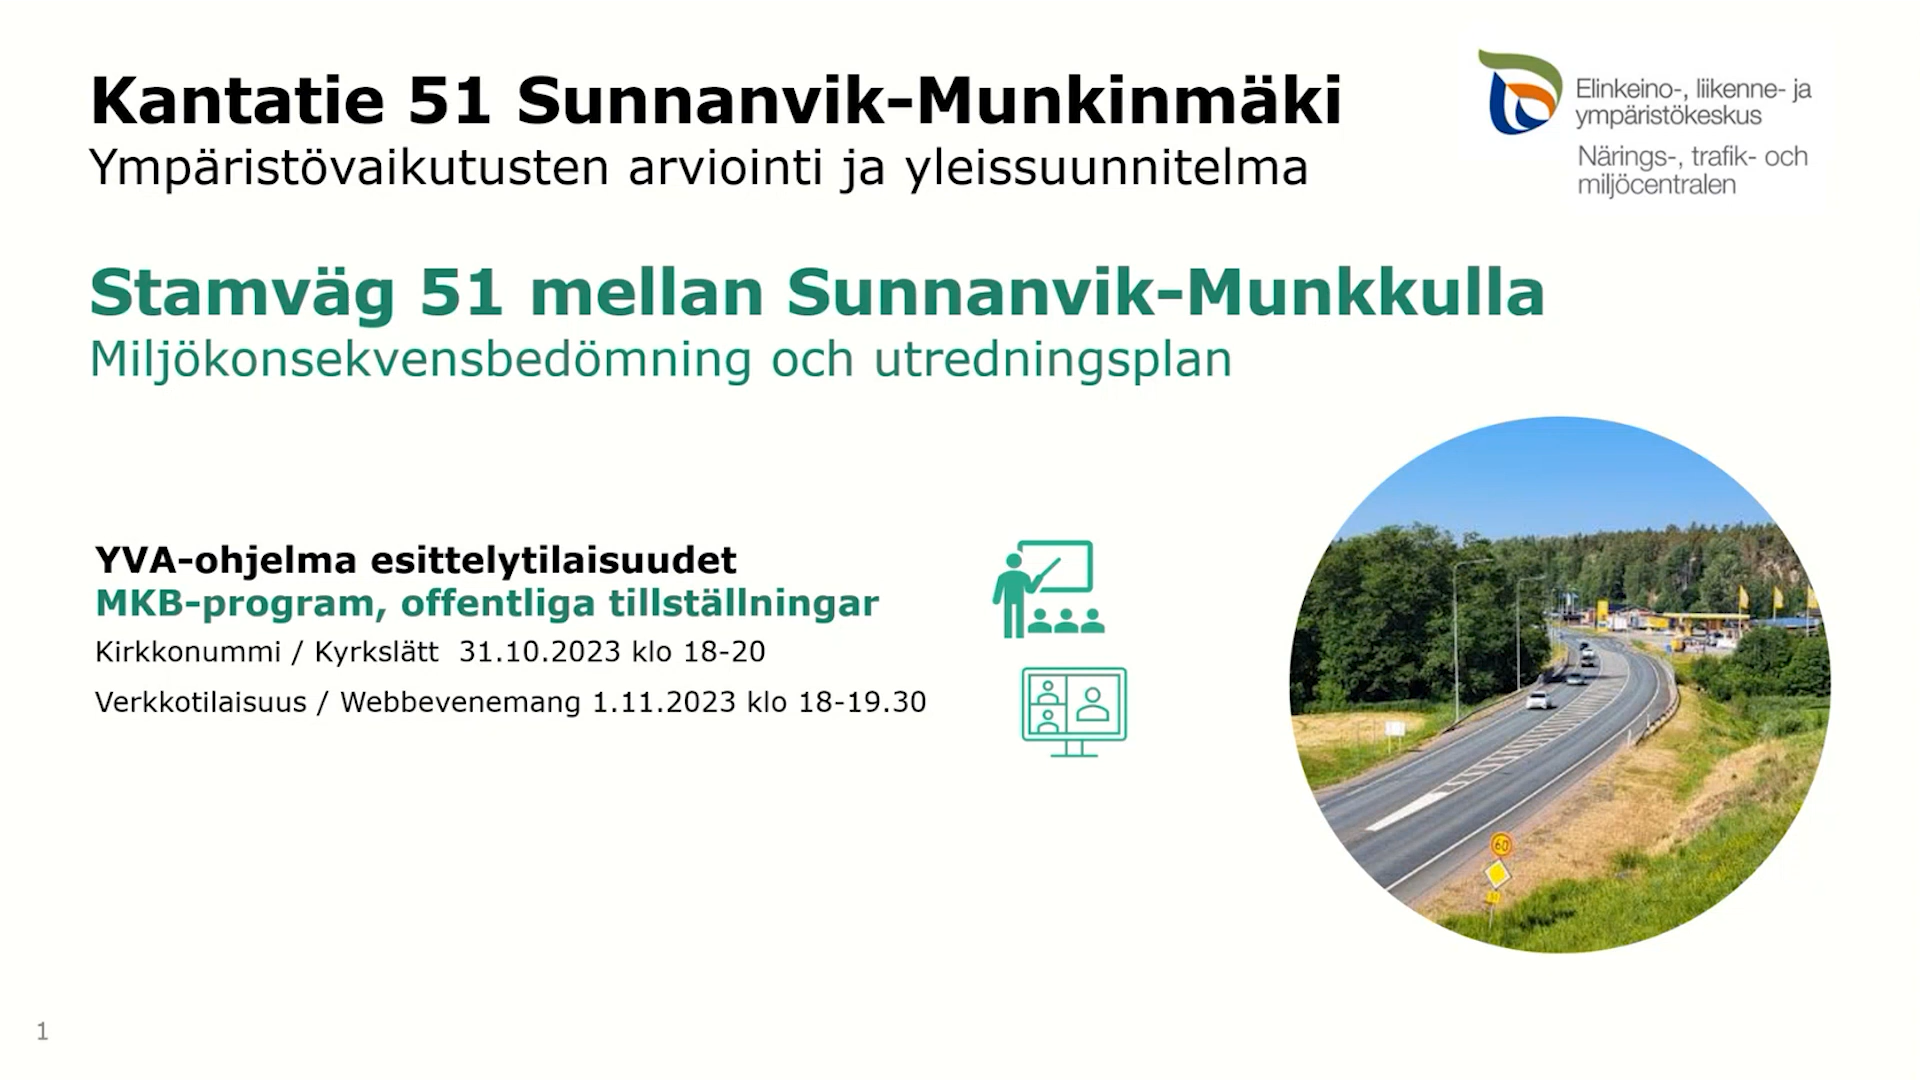 Kantatie 51 Sunnanvik-Munkinmäki
Ympäristövaikutusten arviointi ja yleissuunnitelma
Elinkeino-, liikenne- ja
ympäristökeskus
Närings-, trafik- och
miljöcentralen
Stamväg 51 mellan Sunnanvik-Munkkulla
Miljökonsekvensbedömning och utredningsplan
YVA-ohjelma esittelytilaisuudet
MKB-program, offentliga tillställningar
Kirkkonummi / Kyrkslätt 31.10.2023 klo 18-20
Verkkotilaisuus / Webbevenemang 1.11.2023 klo 18-19.30
60
1